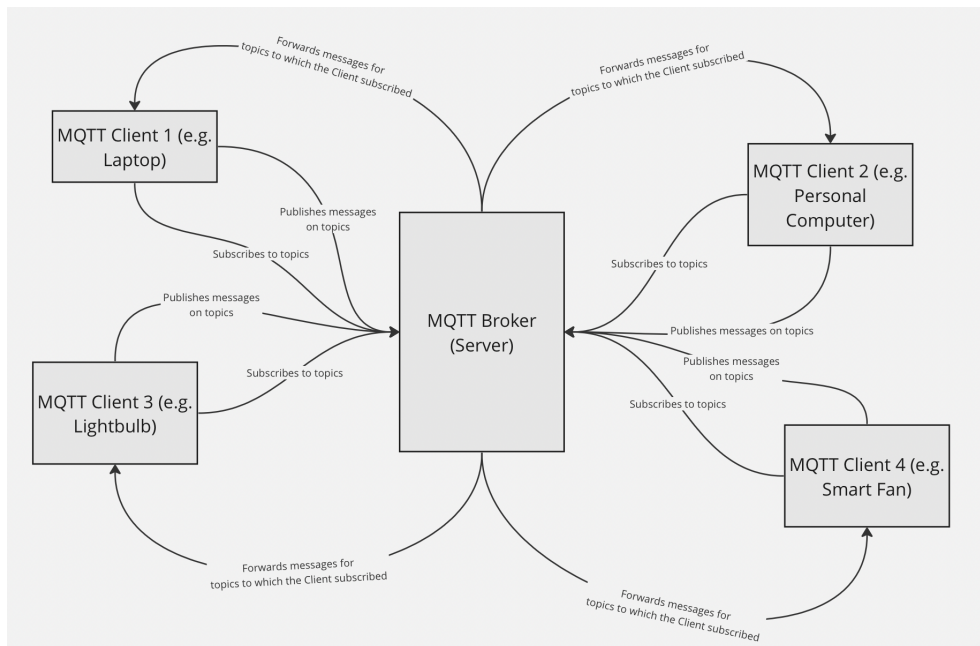 Forwards messages for
topics to which the Client subscribed
Forwards messages for
topics to which the Client subscribed
MQTT Client 1 (e.g.
Laptop)
MQTT Client 2 (e.g.
Personal
Computer)
Publishes messages
on topics
Subscribes to topics
Subscribes to topics
Publishes messages
on topics
MQTT Broker
(Server)
Publishes messages on topics
Subscribes to topics
Publishes messages
on topics
Subscribes to topics
MQTT Client 3 (e.g.
Lightbulb)
MQTT Client 4 (e.g.
Smart Fan)
Forwards messages for
topics to which the Client subscribed
Forwards messages for
topics to which the Client subscribed